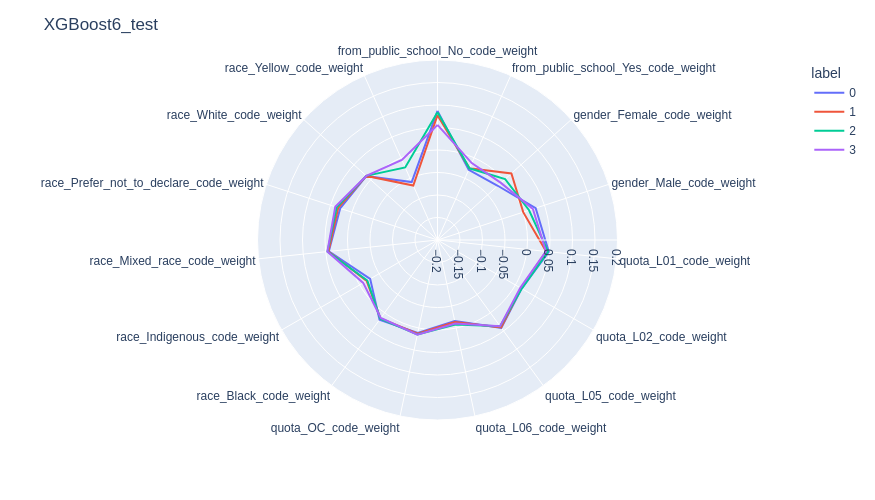 XGBoost6_test
from_public_school_No_code_weight
race_Yellow_code_weight
from_public_school_Yes_code_weight
label
0
1
2
3
race_White_code_weight
gender_Female_code_weight
race_Prefer_not_to_declare_code_weight
gender_Male_code_weight
−0.2
−0.15
−0.1
−0.05
0
0.05
0.1
0.15
0.2
race_Mixed_race_code_weight
quota_L01_code_weight
race_Indigenous_code_weight
quota_L02_code_weight
race_Black_code_weight
quota_L05_code_weight
quota_OC_code_weight
quota_L06_code_weight